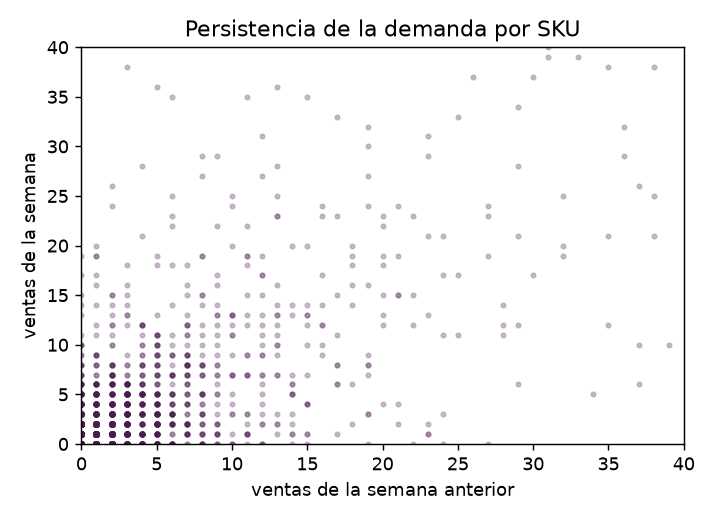 Persistencia de la demanda por SKU
ventas de la semana
40
35
30
25
20
15
10
5
0
0 5 10 15 20 25 30 35 40
ventas de la semana anterior